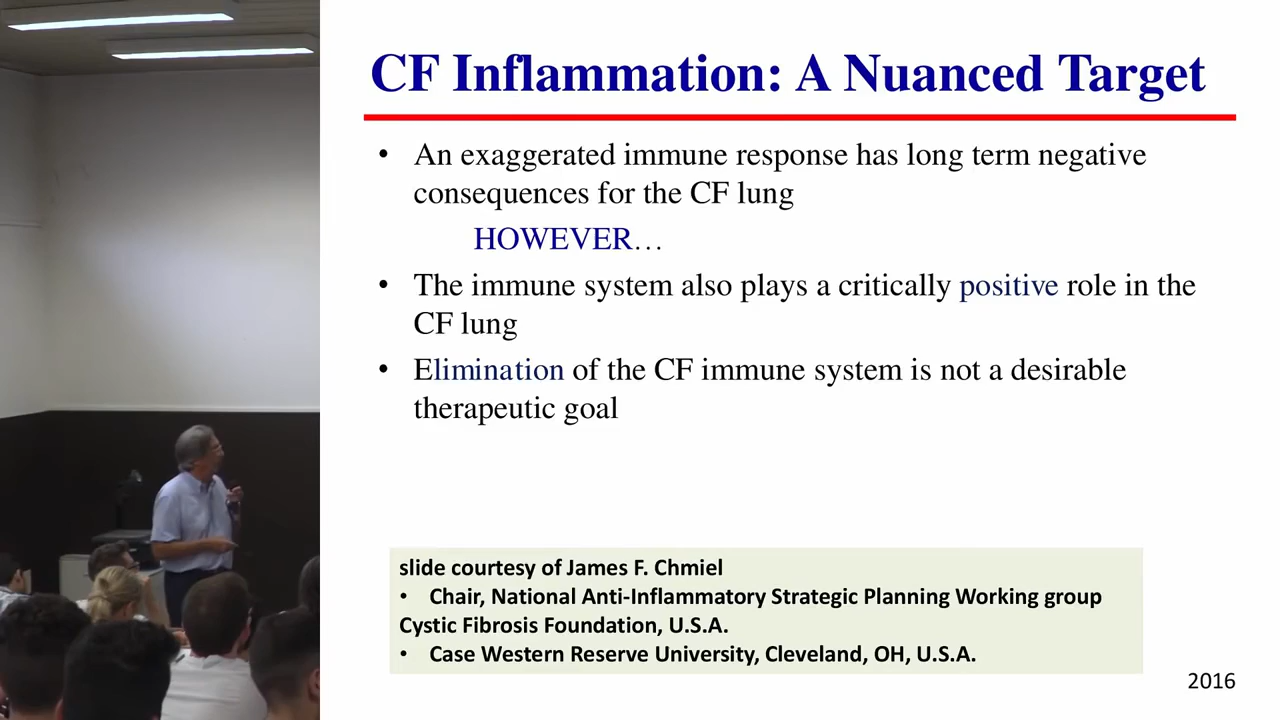 CF Inflammation: A Nuanced Target
• An exaggerated immune response has long term negative
consequences for the CF lung
HOWEVER…
• The immune system also plays a critically positive role in the
CF lung
• Elimination of the CF immune system is not a desirable
therapeutic goal
slide courtesy of James F. Chmiel
• Chair, National Anti-Inflammatory Strategic Planning Working group
Cystic Fibrosis Foundation, U.S.A.
• Case Western Reserve University, Cleveland, OH, U.S.A.
2016